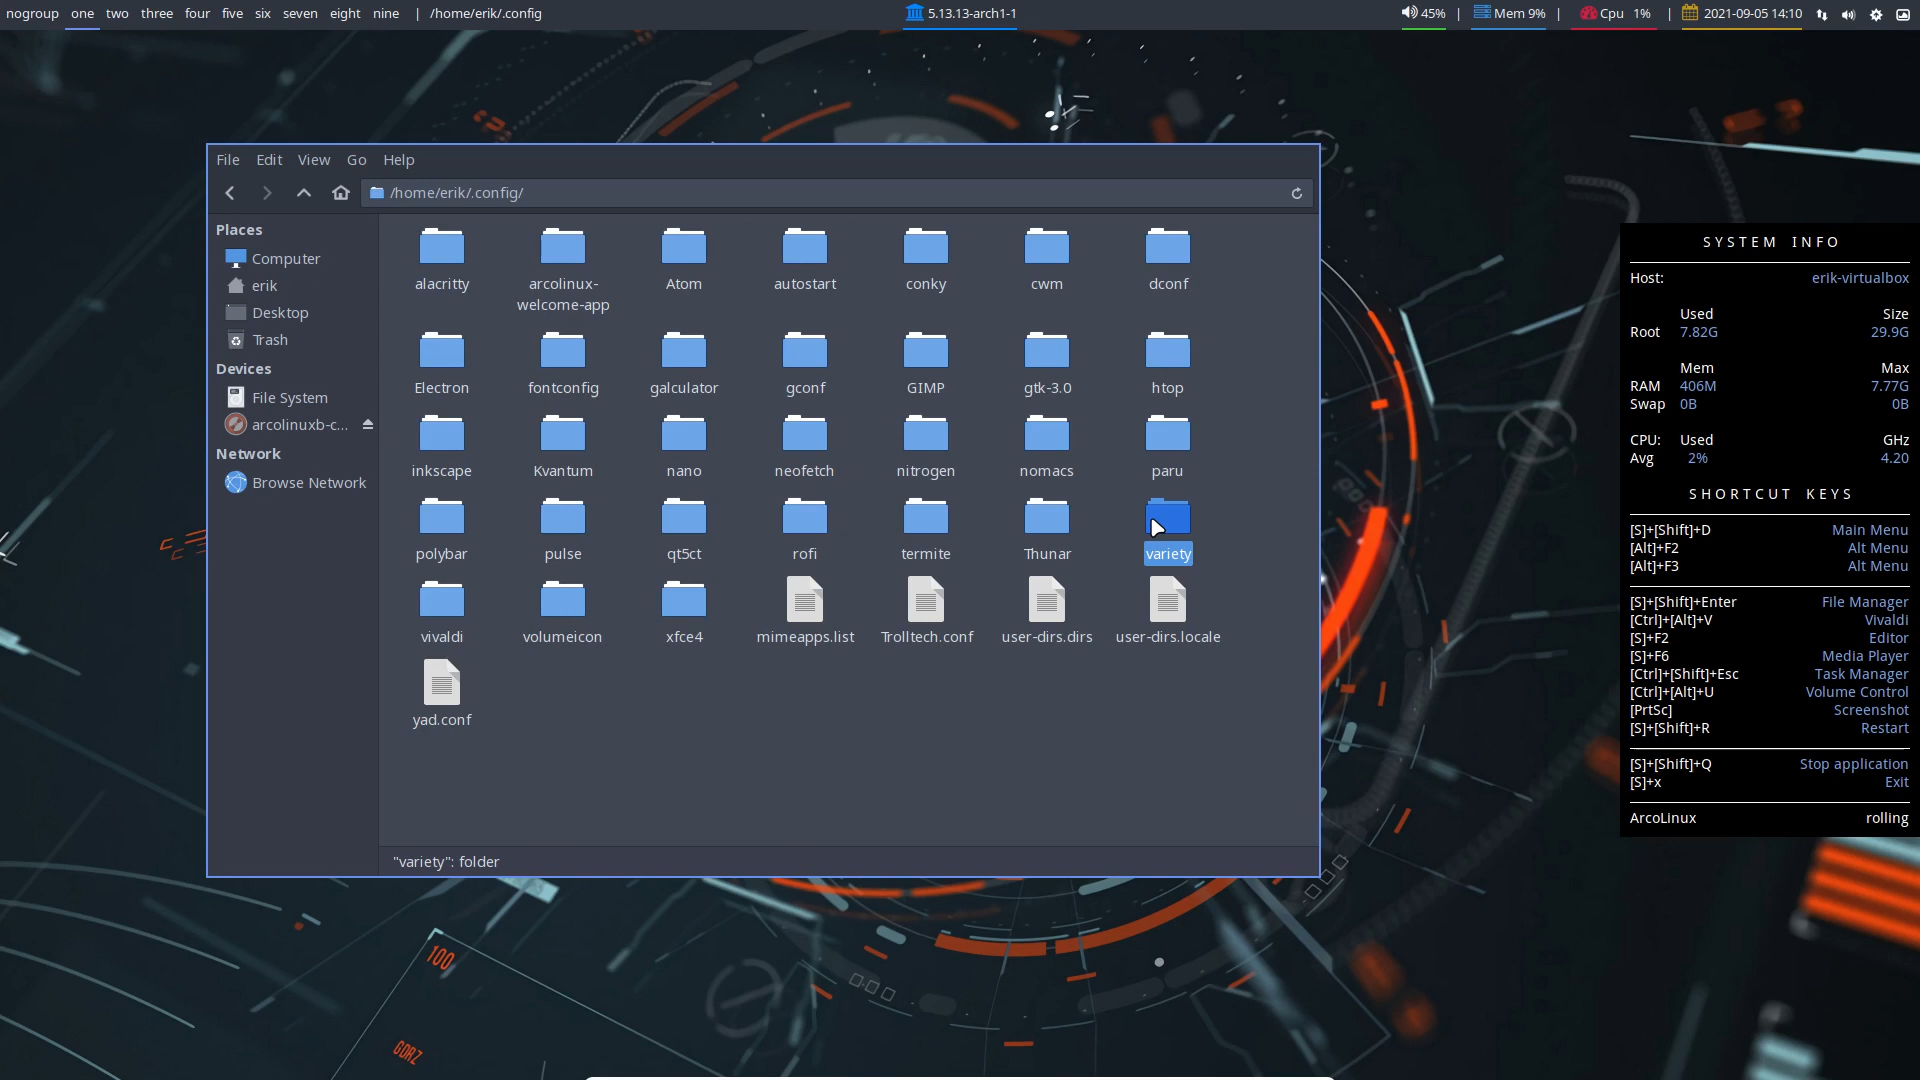 nogroup one two three four five six seven eight nine | /home/erik/.config 5.13.13-arch1-1 45% | Mem 9% | Cpu 1% | 2021-09-05 14:10
File Edit View Go Help
/home/erik/.config/
Places
Computer
erik
Desktop
Trash
Devices
File System
arcolinuxb-c...
Network
Browse Network
alacritty arcolinux- Atom autostart conky cwm dconf
welcome-app
Electron fontconfig galculator gconf GIMP gtk-3.0 htop
inkscape Kvantum nano neofetch nitrogen nomacs paru
polybar pulse qt5ct rofi termite Thunar variety
vivaldi volumeicon xfce4 mimeapps.list Trolltech.conf user-dirs.dirs user-dirs.locale
yad.conf
"variety": folder
SYSTEM INFO
Host: erik-virtualbox
Used Size
Root 7.82G 29.9G
Mem Max
RAM 406M 7.77G
Swap 0B 0B
CPU: Used GHz
Avg 2% 4.20
SHORTCUT KEYS
[S]+[Shift]+D Main Menu
[Alt]+F2 Alt Menu
[Alt]+F3 Alt Menu
[S]+[Shift]+Enter File Manager
[Ctrl]+[Alt]+V Vivaldi
[S]+F2 Editor
[S]+F6 Media Player
[Ctrl]+[Shift]+Esc Task Manager
[Ctrl]+[Alt]+U Volume Control
[PrtSc] Screenshot
[S]+[Shift]+R Restart
[S]+[Shift]+Q Stop application
[S]+x Exit
ArcoLinux rolling
100